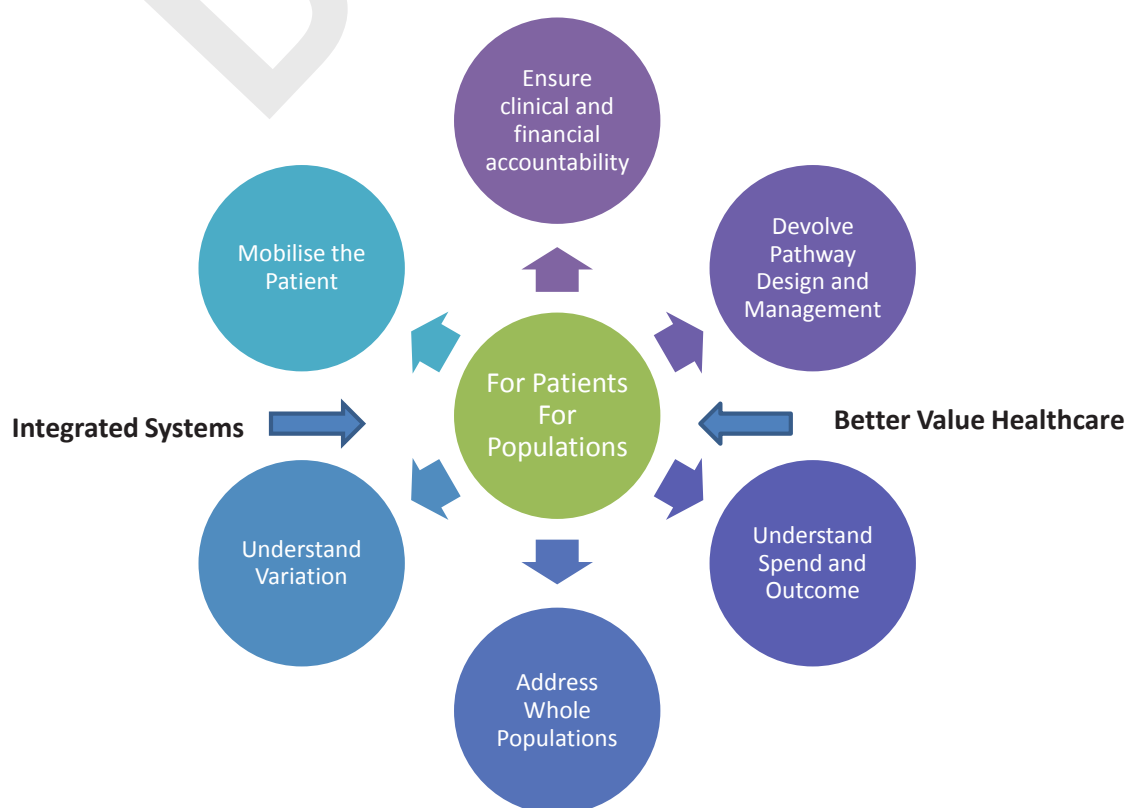 Ensure
clinical and
financial
accountability
Mobilise the
Patient
Devolve
Pathway
Design and
Management
For Patients
For
Populations
Integrated Systems
Better Value Healthcare
Understand
Variation
Understand
Spend and
Outcome
Address
Whole
Populations